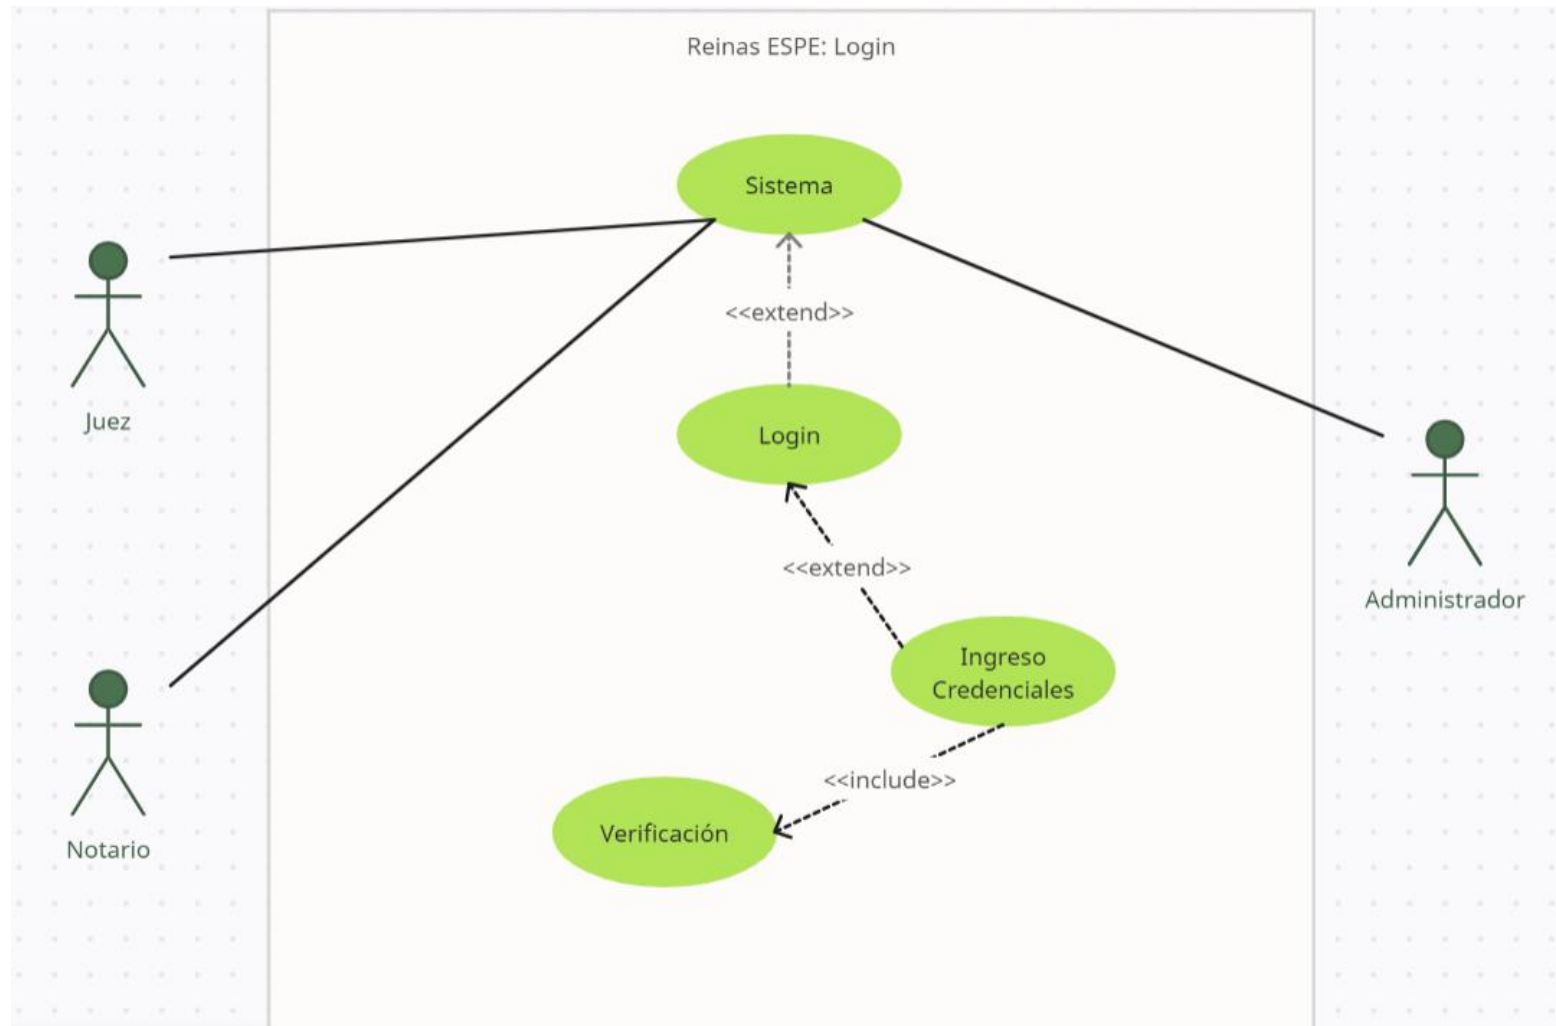 Reinas ESPE: Login
Sistema
<<extend>>
Juez
Login
<<extend>>
Administrador
Ingreso
Credenciales
<<include>>
Verificación
Notario